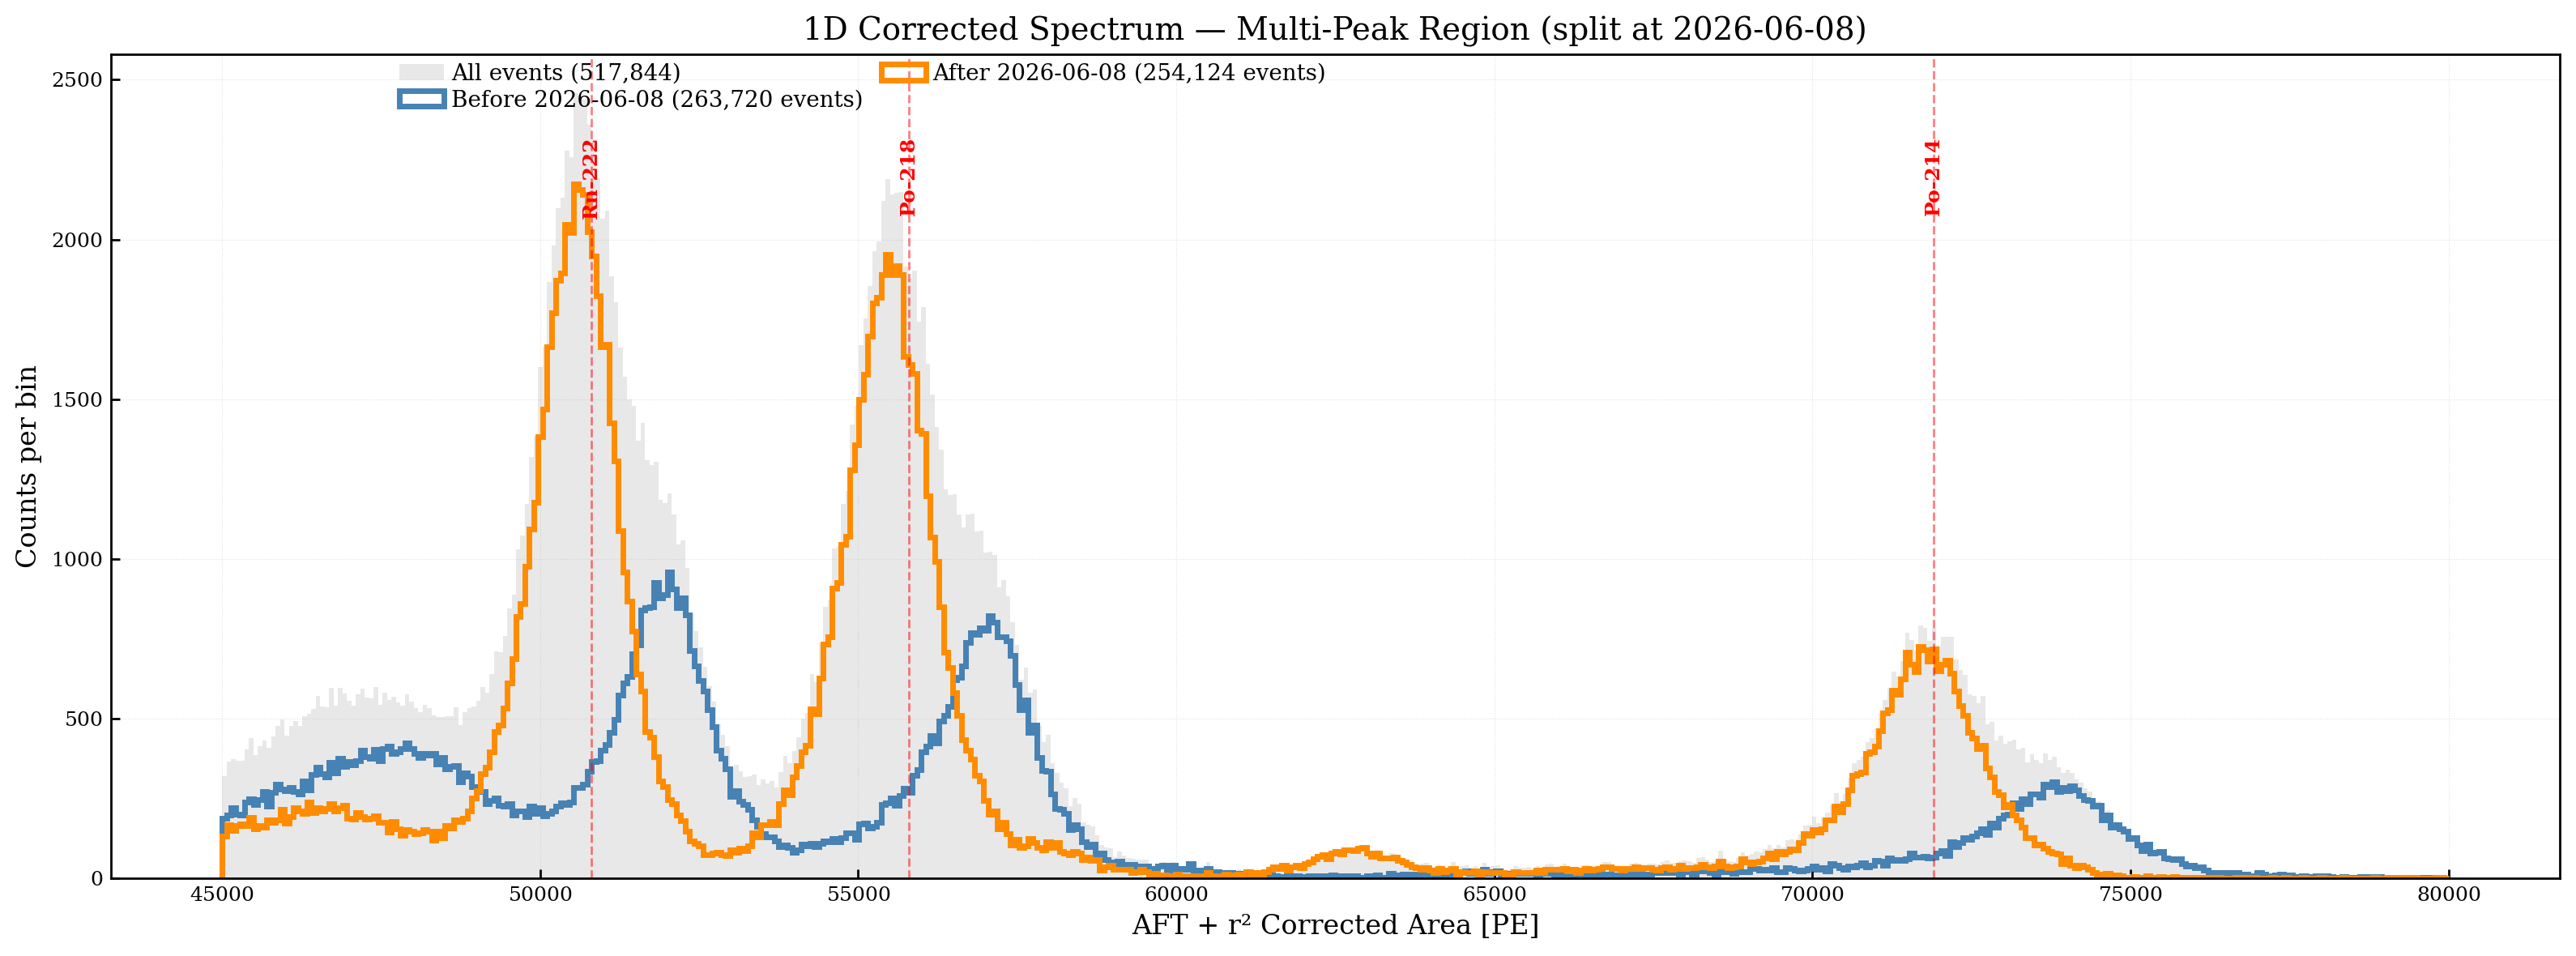 1D Corrected Spectrum — Multi-Peak Region (split at 2026-06-08)
All events (517,844)
Before 2026-06-08 (263,720 events)
After 2026-06-08 (254,124 events)
Rn-222
Po-218
Po-214
Counts per bin
2500
2000
1500
1000
500
0
45000
50000
55000
60000
65000
70000
75000
80000
AFT + r² Corrected Area [PE]